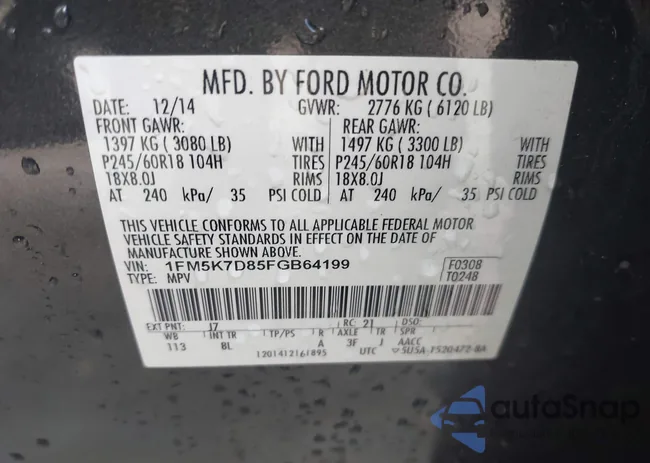 MFD. BY FORD MOTOR CO.
DATE: 12/14 GVWR: 2776 KG ( 6120 LB)
FRONT GAWR: REAR GAWR:
1397 KG ( 3080 LB) WITH 1497 KG ( 3300 LB) WITH
P245/60R18 104H TIRES P245/60R18 104H TIRES
18X8.0J RIMS 18X8.0J RIMS
AT 240 kPa/ 35 PSI COLD AT 240 kPa/ 35 PSI COLD
THIS VEHICLE CONFORMS TO ALL APPLICABLE FEDERAL MOTOR
VEHICLE SAFETY STANDARDS IN EFFECT ON THE DATE OF
MANUFACTURE SHOWN ABOVE.
VIN: 1FM5K7D85FGB64199 F0308
TYPE: MPV T0248
EXT PNT: J7 RC: 21 DSO:
WB INT TR TP/PS R AXLE TR SPR
113 8L A 3F J AACC
1201412161895 UTC
autoSnap